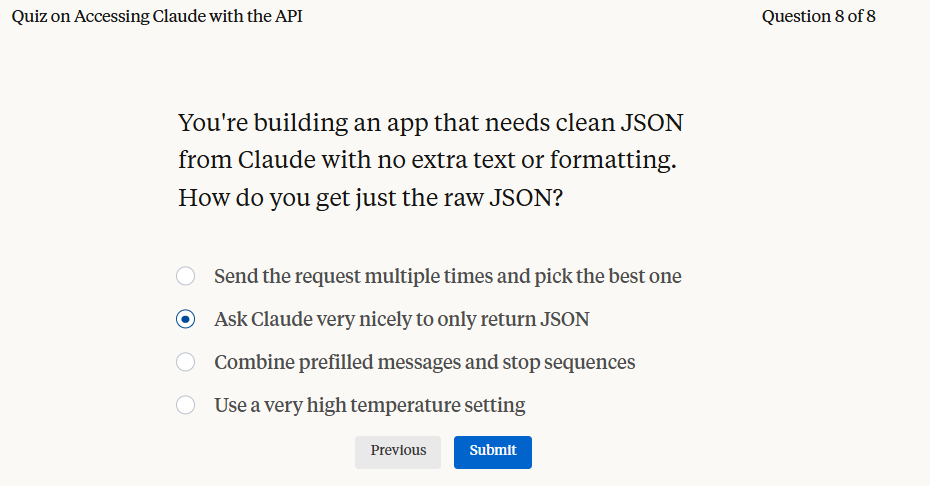 Quiz on Accessing Claude with the API
Question 8 of 8
You're building an app that needs clean JSON
from Claude with no extra text or formatting.
How do you get just the raw JSON?
Send the request multiple times and pick the best one
Ask Claude very nicely to only return JSON
Combine prefilled messages and stop sequences
Use a very high temperature setting
Previous
Submit